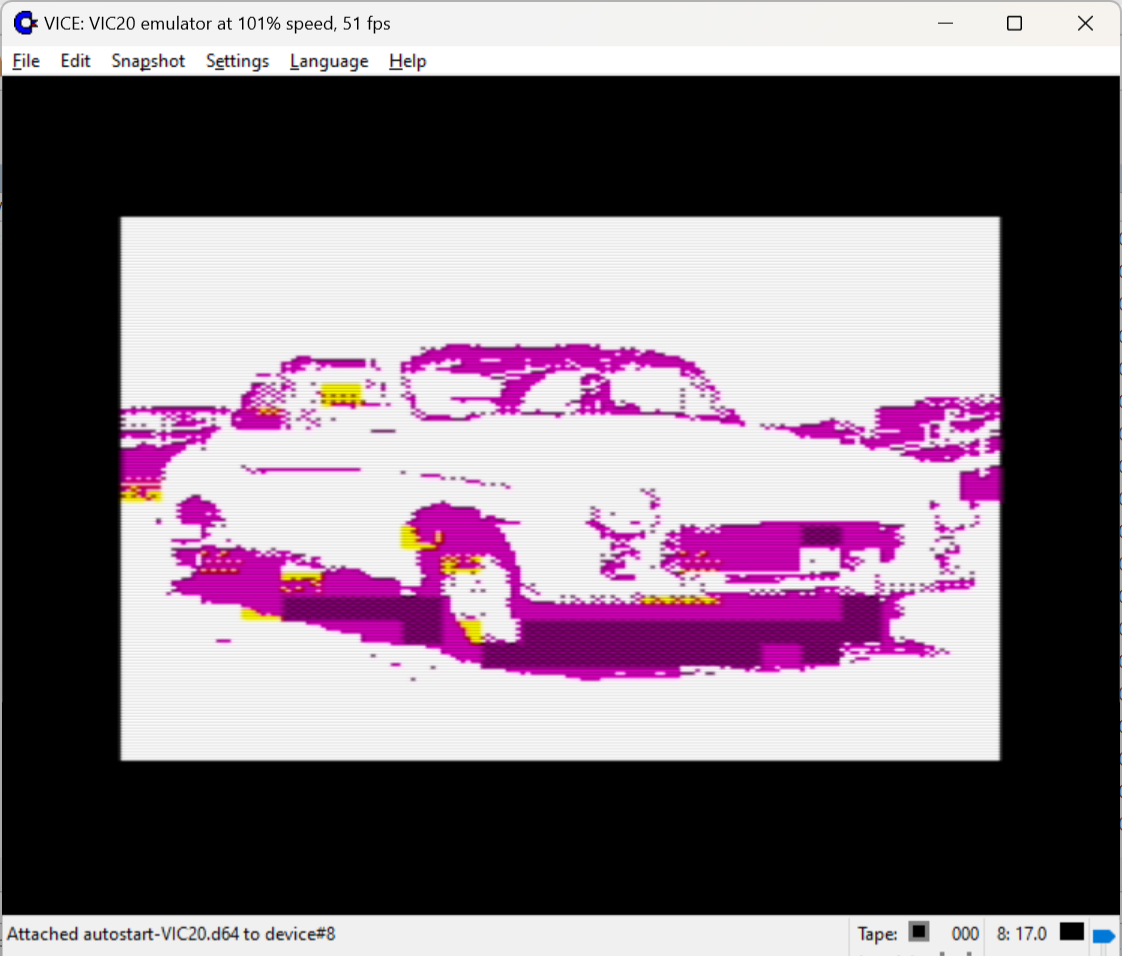 VICE: VIC20 emulator at 101% speed, 51 fps
File Edit Snapshot Settings Language Help
Attached autostart-VIC20.d64 to device#8 Tape: 000 8: 17.0